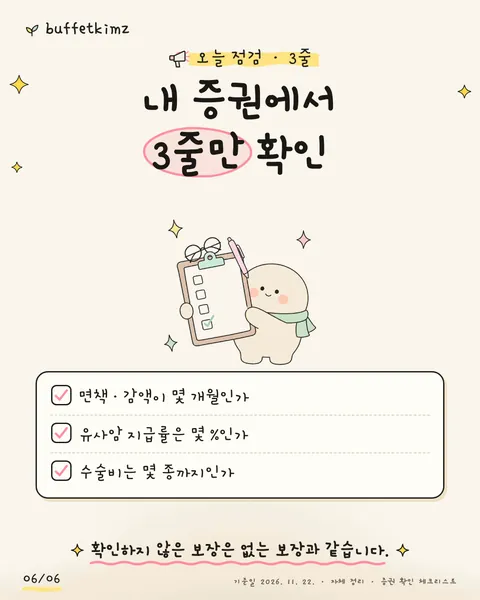 buffetkimz
오늘 점검 · 3줄
내 증권에서
3줄만 확인
면책 · 감액이 몇 개월인가
유사암 지급률은 몇 %인가
수술비는 몇 종까지인가
확인하지 않은 보장은 없는 보장과 같습니다.
06/06
기준일 2026. 11. 22. · 자체 정리 · 증권 확인 체크리스트